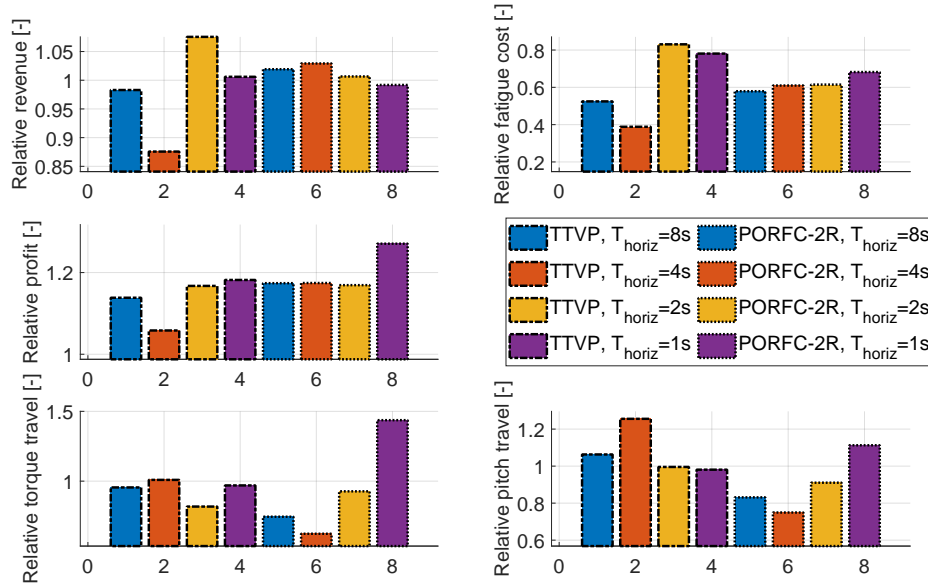 Relative revenue [-]
1.05
1
0.95
0.9
0.85
0 2 4 6 8
Relative fatigue cost [-]
0.8
0.6
0.4
0.2
0 2 4 6 8
Relative profit [-]
1.2
1
0 2 4 6 8
TTVP, T_horiz=8s PORFC-2R, T_horiz=8s
TTVP, T_horiz=4s PORFC-2R, T_horiz=4s
TTVP, T_horiz=2s PORFC-2R, T_horiz=2s
TTVP, T_horiz=1s PORFC-2R, T_horiz=1s
Relative torque travel [-]
1.5
1
0 2 4 6 8
Relative pitch travel [-]
1.2
1
0.8
0.6
0 2 4 6 8